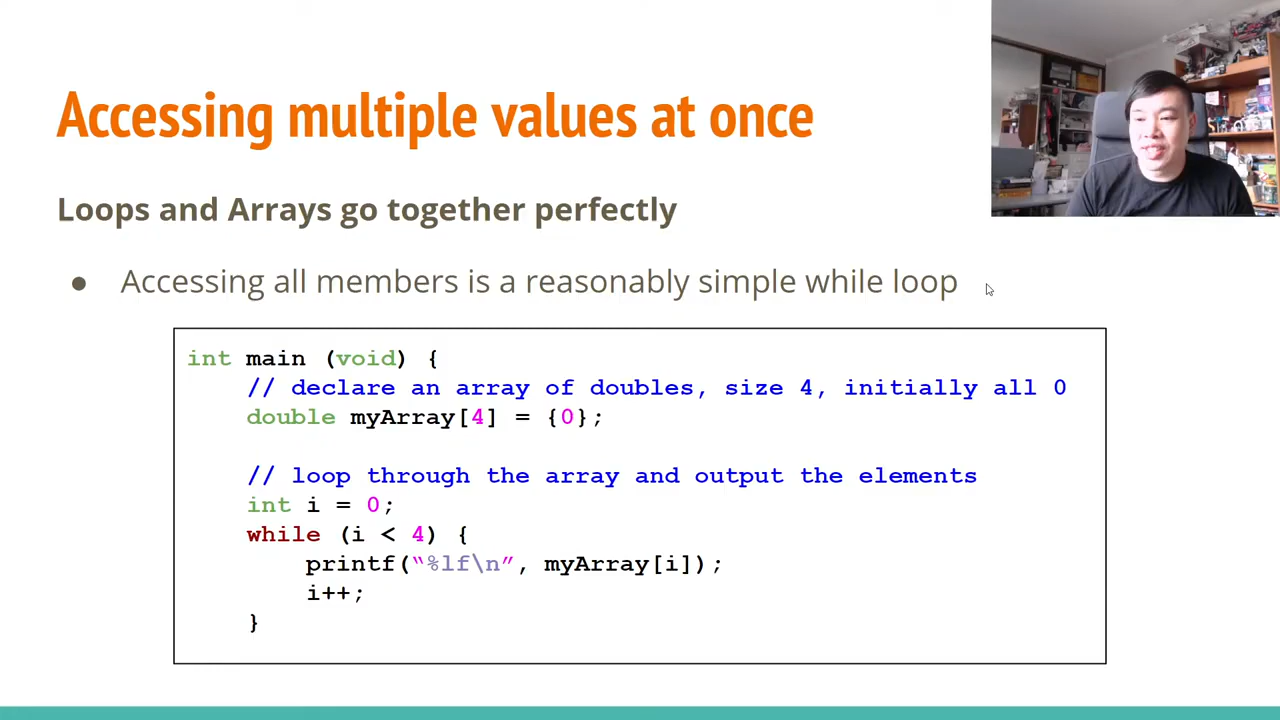 Accessing multiple values at once
Loops and Arrays go together perfectly
● Accessing all members is a reasonably simple while loop
int main (void) {
    // declare an array of doubles, size 4, initially all 0
    double myArray[4] = {0};

    // loop through the array and output the elements
    int i = 0;
    while (i < 4) {
        printf(“%lf\n”, myArray[i]);
        i++;
    }